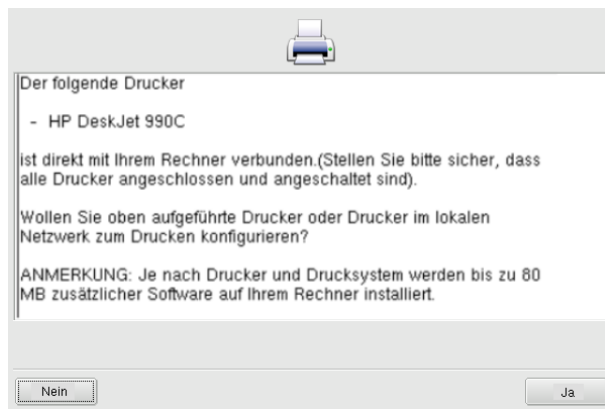 Der folgende Drucker
- HP DeskJet 990C
ist direkt mit Ihrem Rechner verbunden.(Stellen Sie bitte sicher, dass
alle Drucker angeschlossen und angeschaltet sind).
Wollen Sie oben aufgeführte Drucker oder Drucker im lokalen
Netzwerk zum Drucken konfigurieren?
ANMERKUNG: Je nach Drucker und Drucksystem werden bis zu 80
MB zusätzlicher Software auf Ihrem Rechner installiert.
Nein
Ja